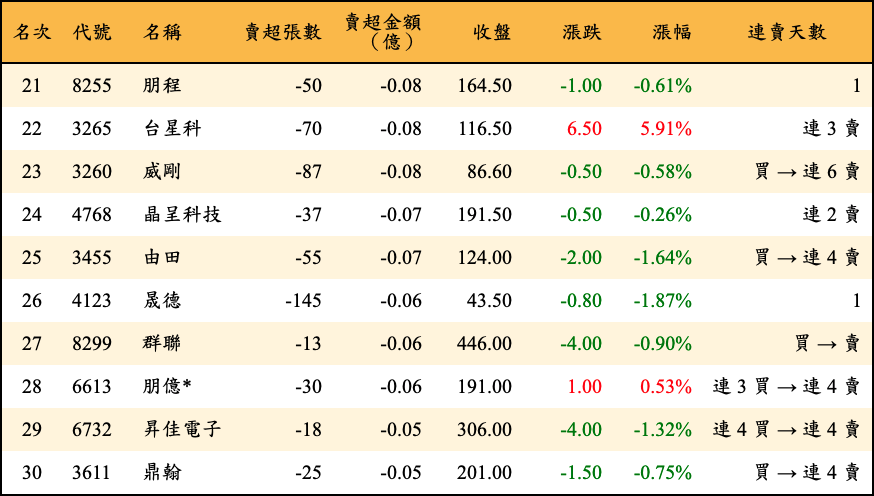 名次 代號 名稱 賣超張數 賣超金額（億） 收盤 漲跌 漲幅 連賣天數
21 8255 朋程 -50 -0.08 164.50 -1.00 -0.61% 1
22 3265 台星科 -70 -0.08 116.50 6.50 5.91% 連 3 賣
23 3260 威剛 -87 -0.08 86.60 -0.50 -0.58% 買 → 連 6 賣
24 4768 晶呈科技 -37 -0.07 191.50 -0.50 -0.26% 連 2 賣
25 3455 由田 -55 -0.07 124.00 -2.00 -1.64% 買 → 連 4 賣
26 4123 晟德 -145 -0.06 43.50 -0.80 -1.87% 1
27 8299 群聯 -13 -0.06 446.00 -4.00 -0.90% 買 → 賣
28 6613 朋億* -30 -0.06 191.00 1.00 0.53% 連 3 買 → 連 4 賣
29 6732 昇佳電子 -18 -0.05 306.00 -4.00 -1.32% 連 4 買 → 連 4 賣
30 3611 鼎翰 -25 -0.05 201.00 -1.50 -0.75% 買 → 連 4 賣